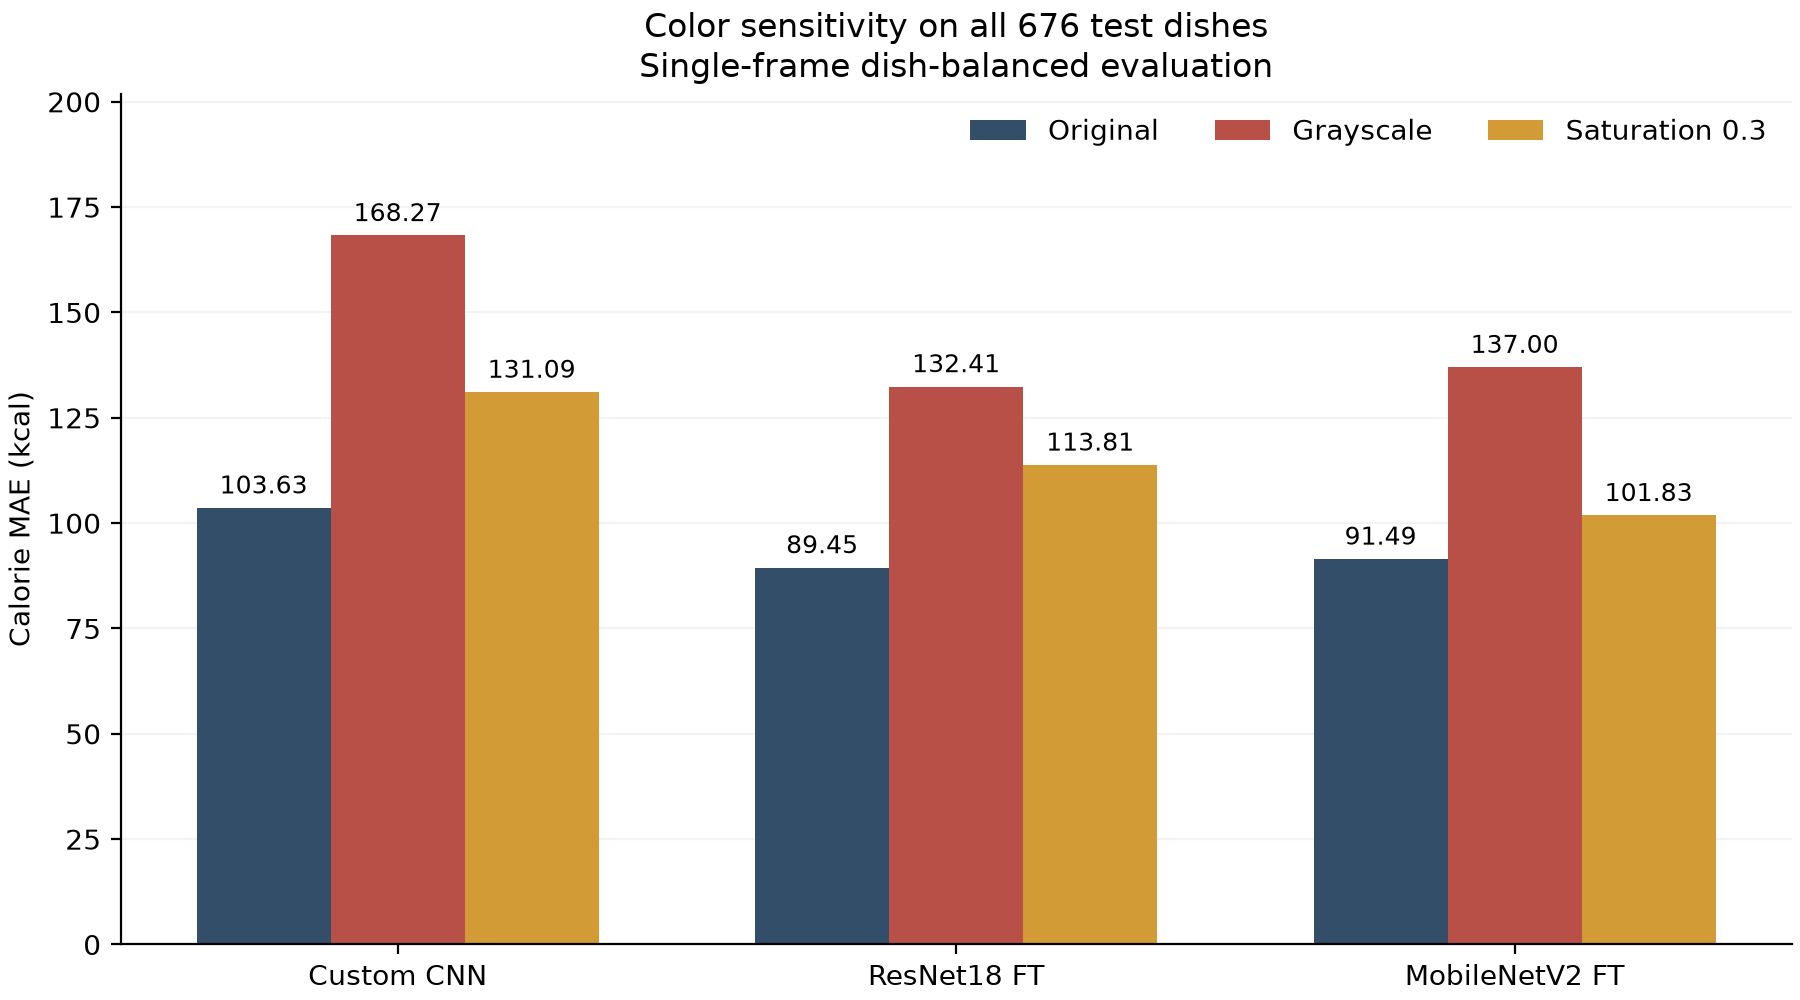 Color sensitivity on all 676 test dishes
Single-frame dish-balanced evaluation
Original
Grayscale
Saturation 0.3
Calorie MAE (kcal)
200
175
150
125
100
75
50
25
0
103.63
168.27
131.09
89.45
132.41
113.81
91.49
137.00
101.83
Custom CNN
ResNet18 FT
MobileNetV2 FT